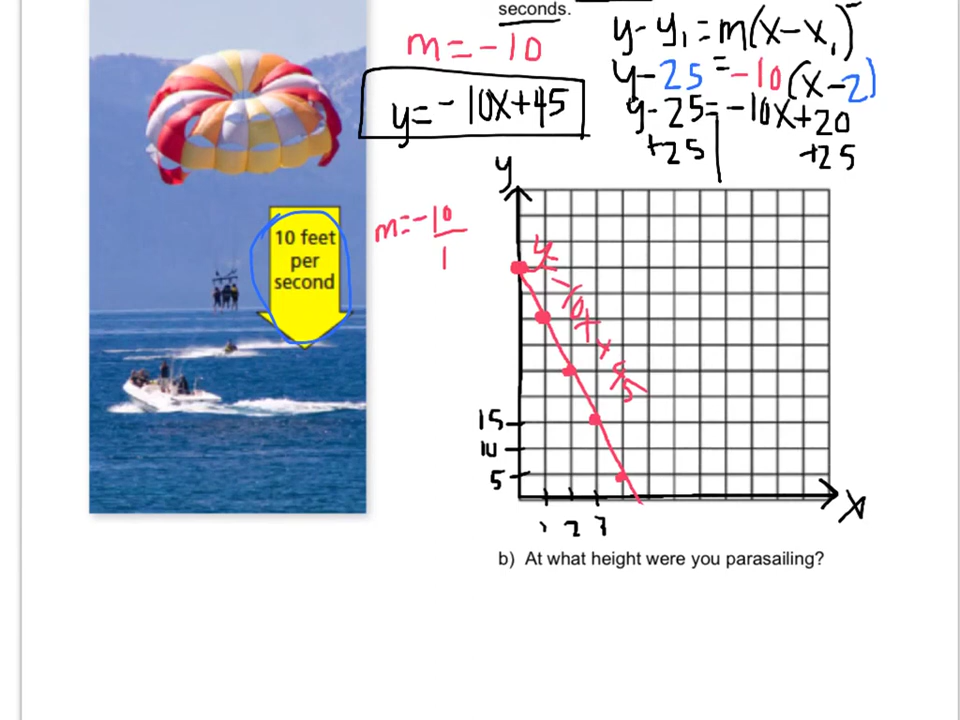 seconds.
m = -10
y = -10x+45
y - y₁ = m(x - x₁)
y - 25 = -10(x - 2)
y - 25 = -10x + 20
+25 +25
y
10 feet
per
second
m = -10
1
y = -10x + 45
15
10
5
x
1 2 3
b) At what height were you parasailing?